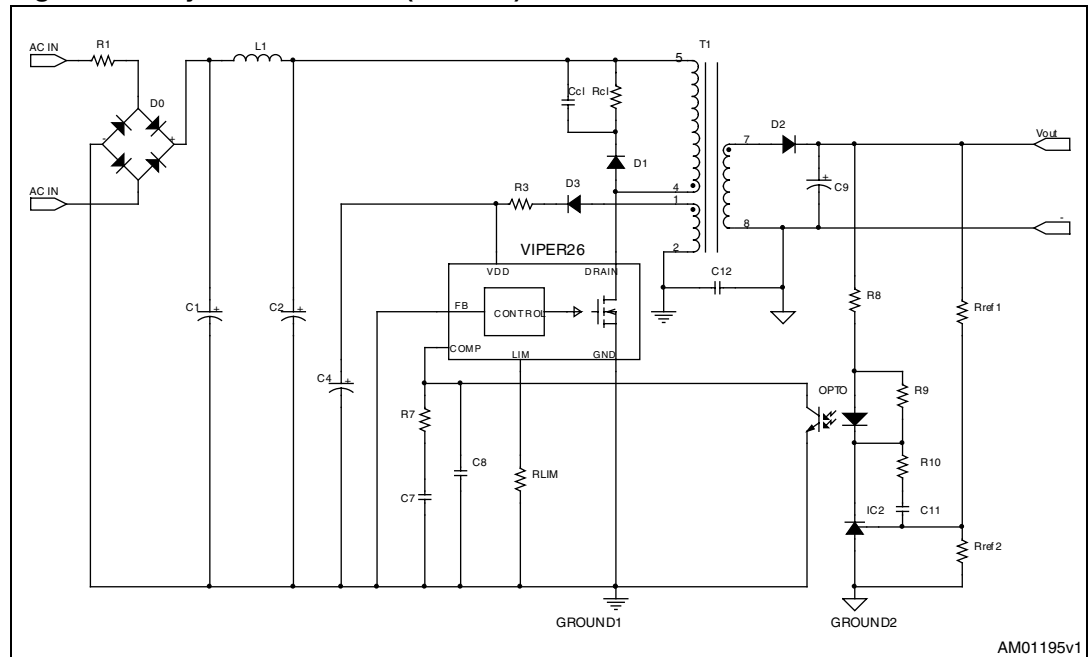 AC IN
R1
L1
T1
5
Ccl
Rcl
D0
-
+
D2
7
Vout
D1
C9
+
AC IN
R3
D3
4
1
-
8
2
VIPER26
VDD
DRAIN
C12
R8
FB
CONTROL
C1
+
C2
+
Rref1
COMP
LIM
GND
C4
+
OPTO
R9
R7
R10
C8
RLIM
C7
IC2
C11
Rref2
GROUND1
GROUND2
AM01195v1